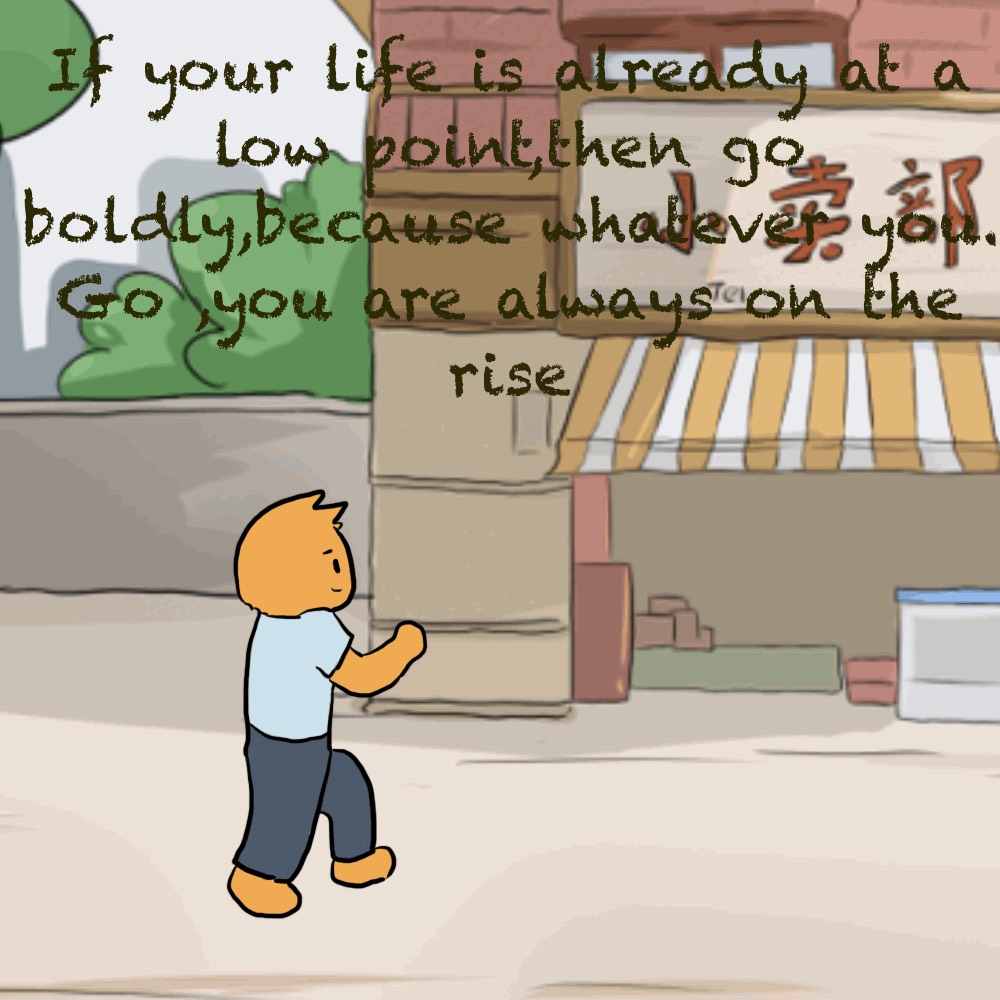 If your life is already at a
low point,then go
boldly,because whatever you.
Go ,you are always on the
rise
小卖部
Tel